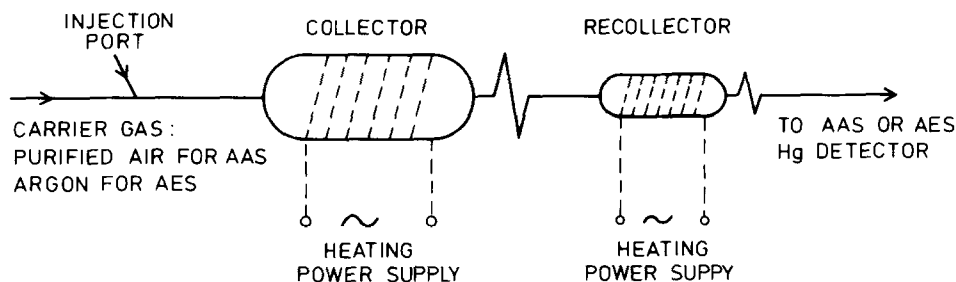 INJECTION
PORT
COLLECTOR
RECOLLECTOR
CARRIER GAS:
PURIFIED AIR FOR AAS
ARGON FOR AES
TO AAS OR AES
Hg DETECTOR
HEATING
POWER SUPPLY
HEATING
POWER SUPPY